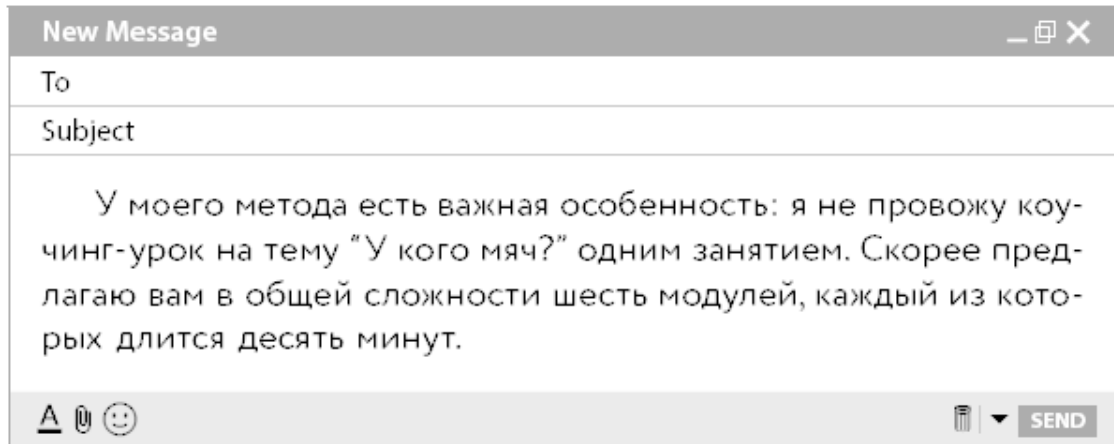 New Message
To
Subject
У моего метода есть важная особенность: я не провожу коу-
чинг-урок на тему “У кого мяч?” одним занятием. Скорее пред-
лагаю вам в общей сложности шесть модулей, каждый из кото-
рых длится десять минут.
A
SEND